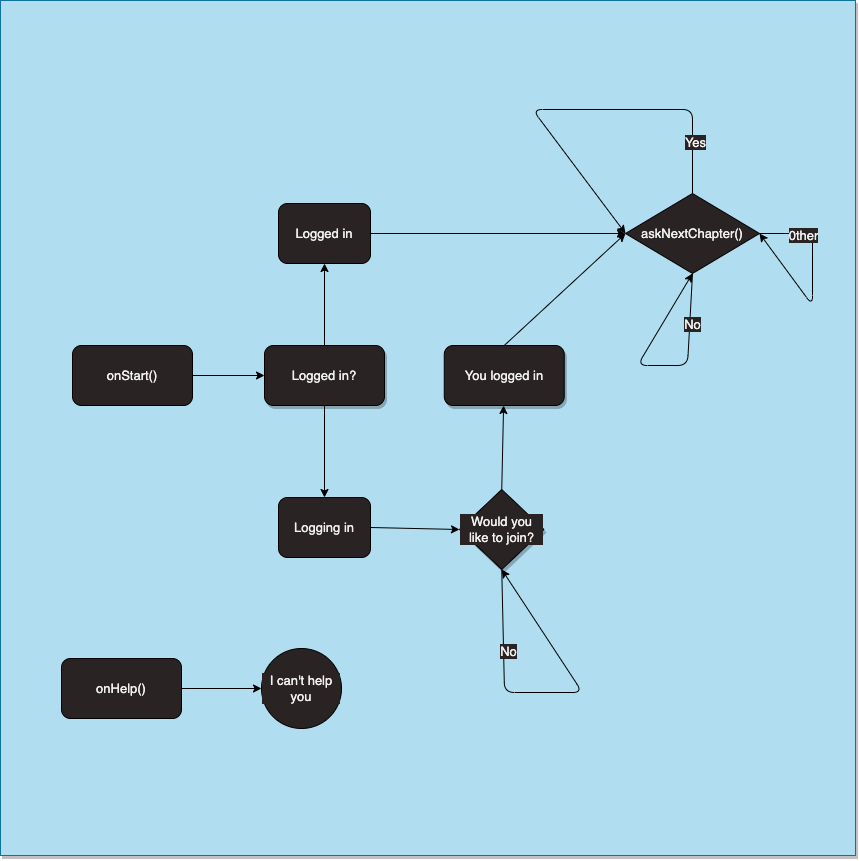 Yes
Logged in
askNextChapter()
0ther
No
onStart()
Logged in?
You logged in
Logging in
Would you
like to join?
No
onHelp()
I can't help
you